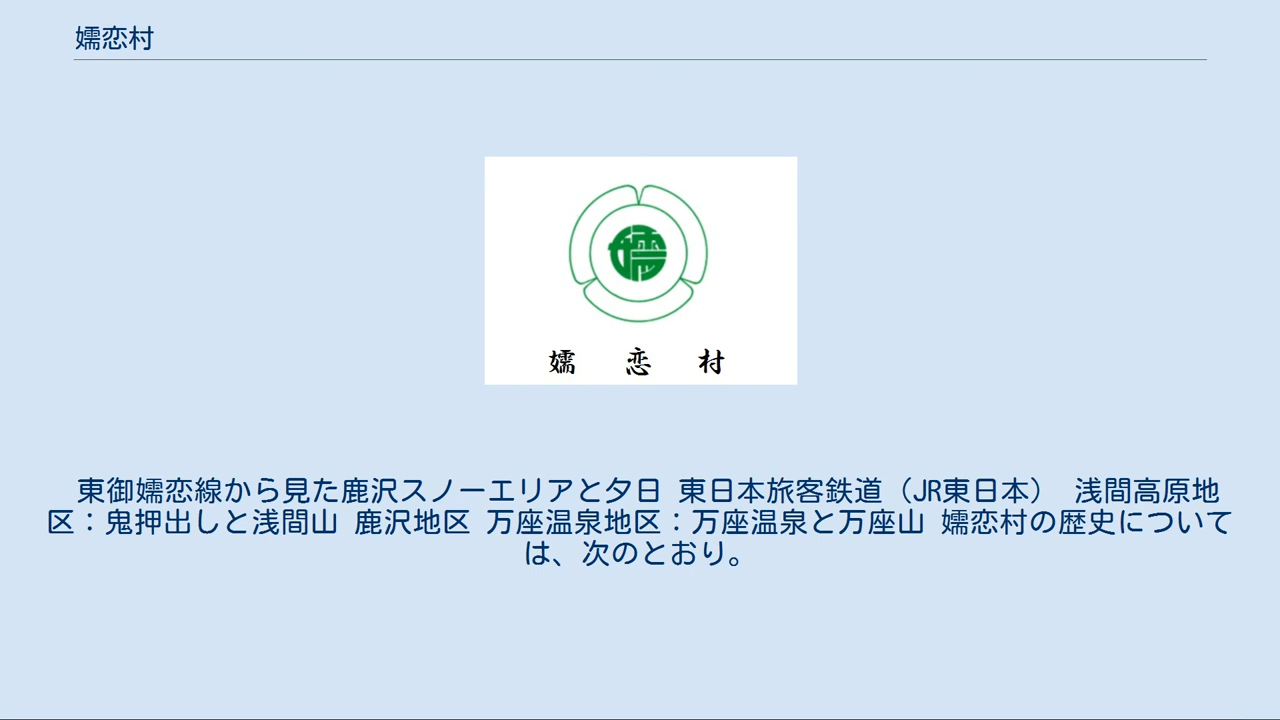 嬬恋村
嬬
嬬 恋 村
東御嬬恋線から見た鹿沢スノーエリアと夕日 東日本旅客鉄道（JR東日本） 浅間高原地
区：鬼押出しと浅間山 鹿沢地区 万座温泉地区：万座温泉と万座山 嬬恋村の歴史について
は、次のとおり。